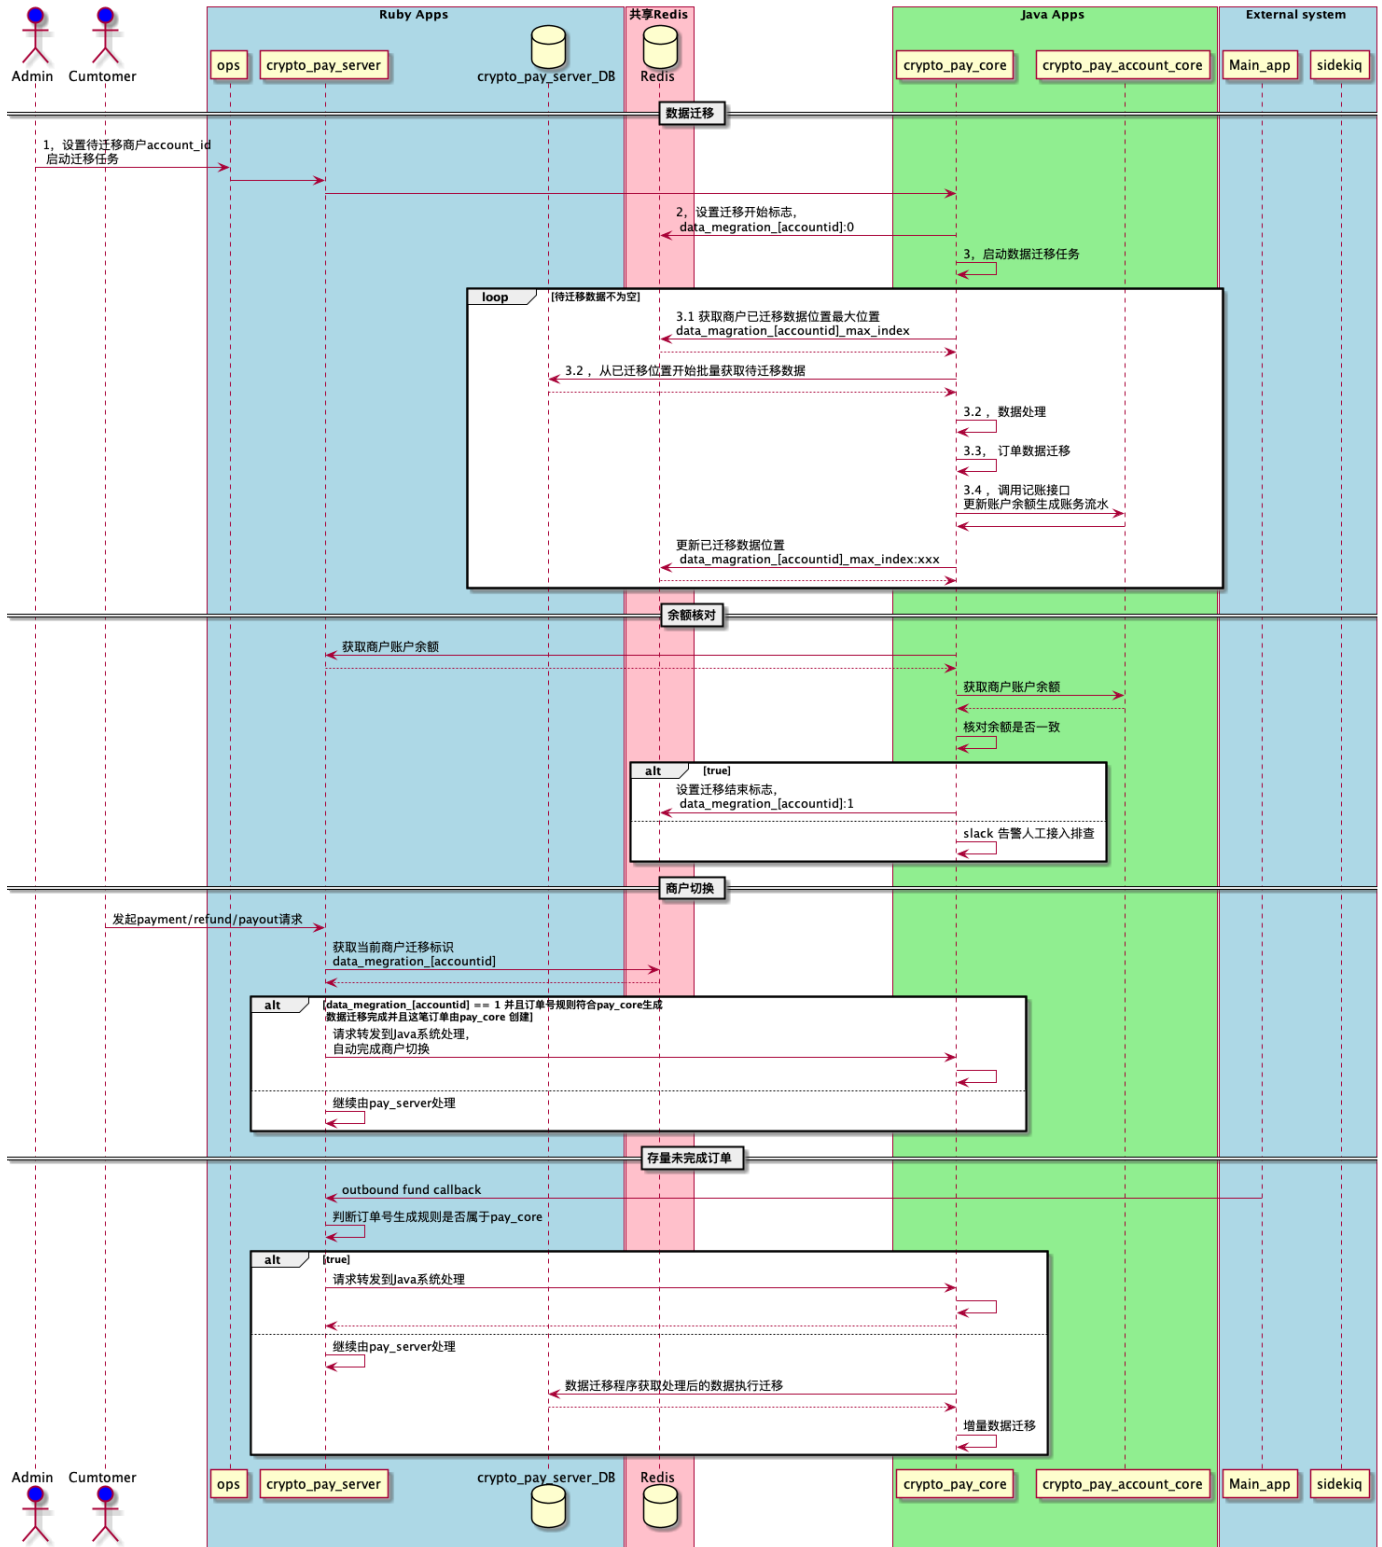 Ruby Apps
共享Redis
Java Apps
External system
Admin
Cumtomer
ops
crypto_pay_server
crypto_pay_server_DB
Redis
crypto_pay_core
crypto_pay_account_core
Main_app
sidekiq
数据迁移
1，设置待迁移商户account_id
启动迁移任务
2，设置迁移开始标志，
data_megration_[accountid]:0
3，启动数据迁移任务
loop
[待迁移数据不为空]
3.1 获取商户已迁移数据位置最大位置
data_magration_[accountid]_max_index
3.2 ，从已迁移位置开始批量获取待迁移数据
3.2 ，数据处理
3.3， 订单数据迁移
3.4 ，调用记账接口
更新账户余额生成账务流水
更新已迁移数据位置
data_magration_[accountid]_max_index:xxx
余额核对
获取商户账户余额
获取商户账户余额
核对余额是否一致
alt
[true]
设置迁移结束标志，
data_megration_[accountid]:1
slack 告警人工接入排查
商户切换
发起payment/refund/payout请求
获取当前商户迁移标识
data_megration_[accountid]
alt
[data_megration_[accountid] == 1 并且订单号规则符合pay_core生成
数据迁移完成并且这笔订单由pay_core 创建]
请求转发到Java系统处理，
自动完成商户切换
继续由pay_server处理
存量未完成订单
outbound fund callback
判断订单号生成规则是否属于pay_core
alt
[true]
请求转发到Java系统处理
继续由pay_server处理
数据迁移程序获取处理后的数据执行迁移
增量数据迁移
Admin
Cumtomer
ops
crypto_pay_server
crypto_pay_server_DB
Redis
crypto_pay_core
crypto_pay_account_core
Main_app
sidekiq